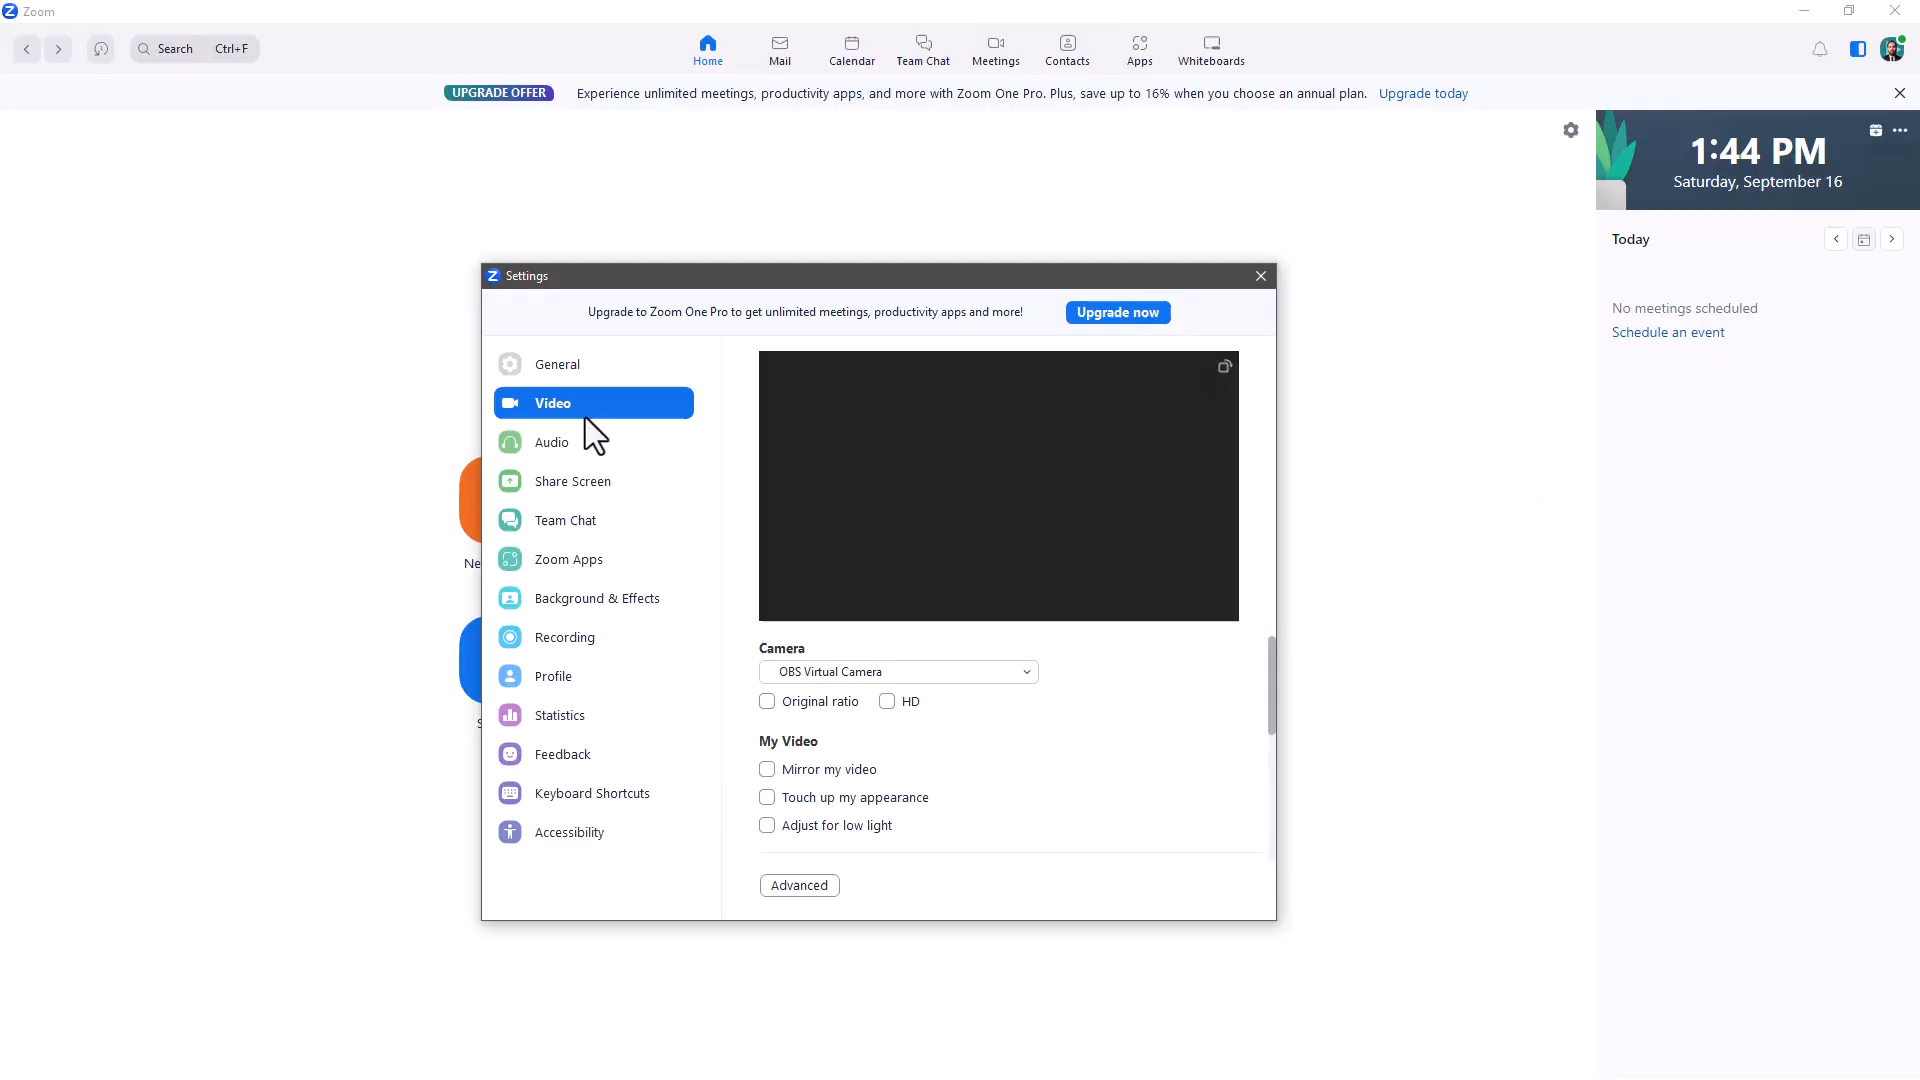 Zoom
Search Ctrl+F
Home
Mail
Calendar
Team Chat
Meetings
Contacts
Apps
Whiteboards
UPGRADE OFFER Experience unlimited meetings, productivity apps, and more with Zoom One Pro. Plus, save up to 16% when you choose an annual plan. Upgrade today
1:44 PM
Saturday, September 16
Today
No meetings scheduled
Schedule an event
Ne
S
Settings
Upgrade to Zoom One Pro to get unlimited meetings, productivity apps and more! Upgrade now
General
Video
Audio
Share Screen
Team Chat
Zoom Apps
Background & Effects
Recording
Profile
Statistics
Feedback
Keyboard Shortcuts
Accessibility
Camera
OBS Virtual Camera
Original ratio HD
My Video
Mirror my video
Touch up my appearance
Adjust for low light
Advanced